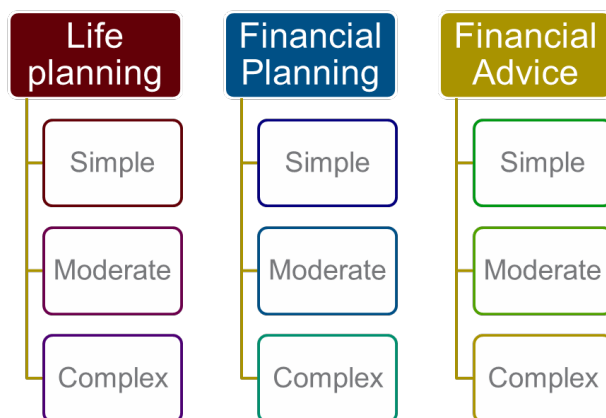 Life
planning
Simple
Moderate
Complex
Financial
Planning
Simple
Moderate
Complex
Financial
Advice
Simple
Moderate
Complex